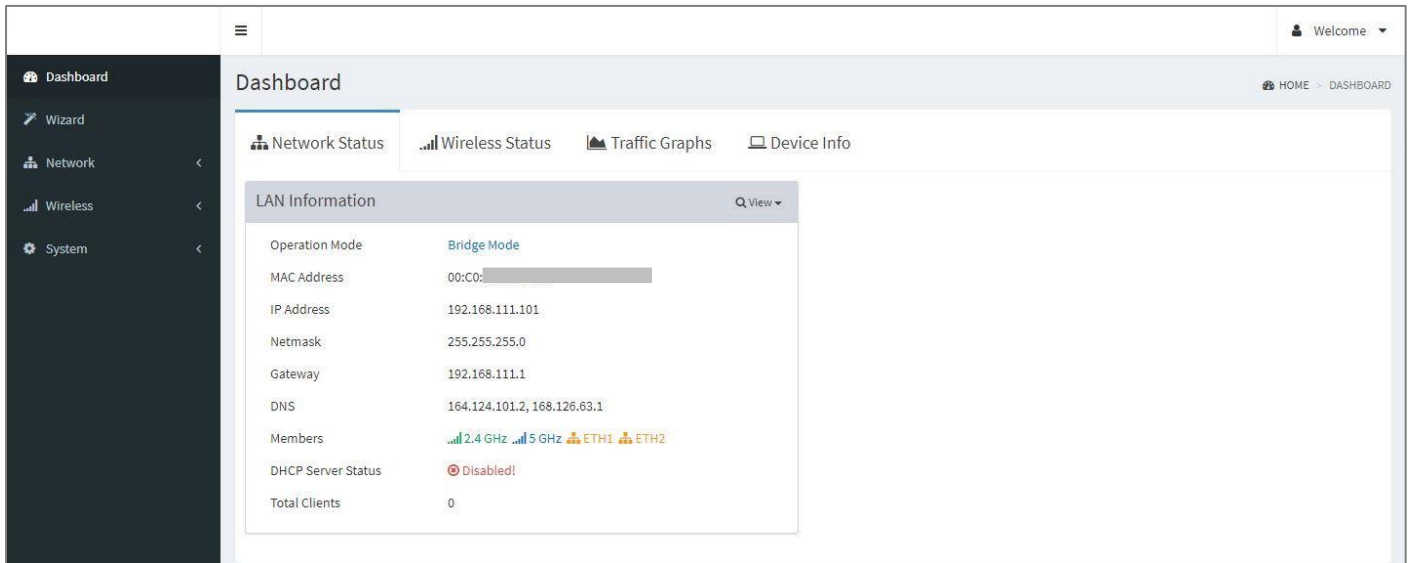 Welcome
Dashboard
Wizard
Network
Wireless
System
Dashboard
HOME > DASHBOARD
Network Status Wireless Status Traffic Graphs Device Info
LAN Information View
Operation Mode Bridge Mode
MAC Address 00:C0:
IP Address 192.168.111.101
Netmask 255.255.255.0
Gateway 192.168.111.1
DNS 164.124.101.2, 168.126.63.1
Members 2.4 GHz 5 GHz ETH1 ETH2
DHCP Server Status Disabled!
Total Clients 0